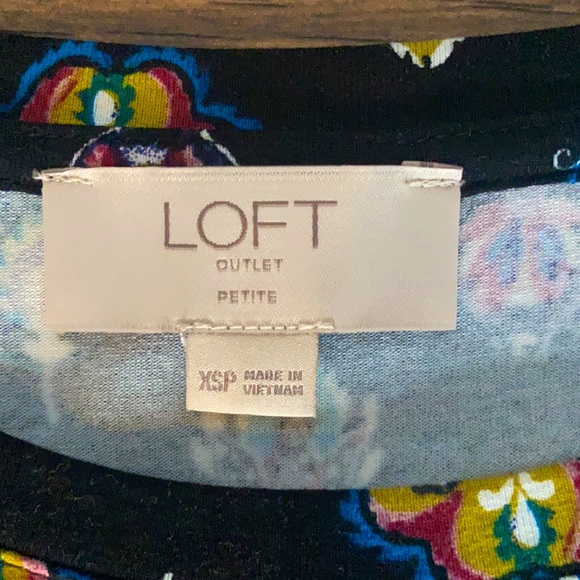 LOFT
OUTLET
PETITE
XSP MADE IN
VIETNAM